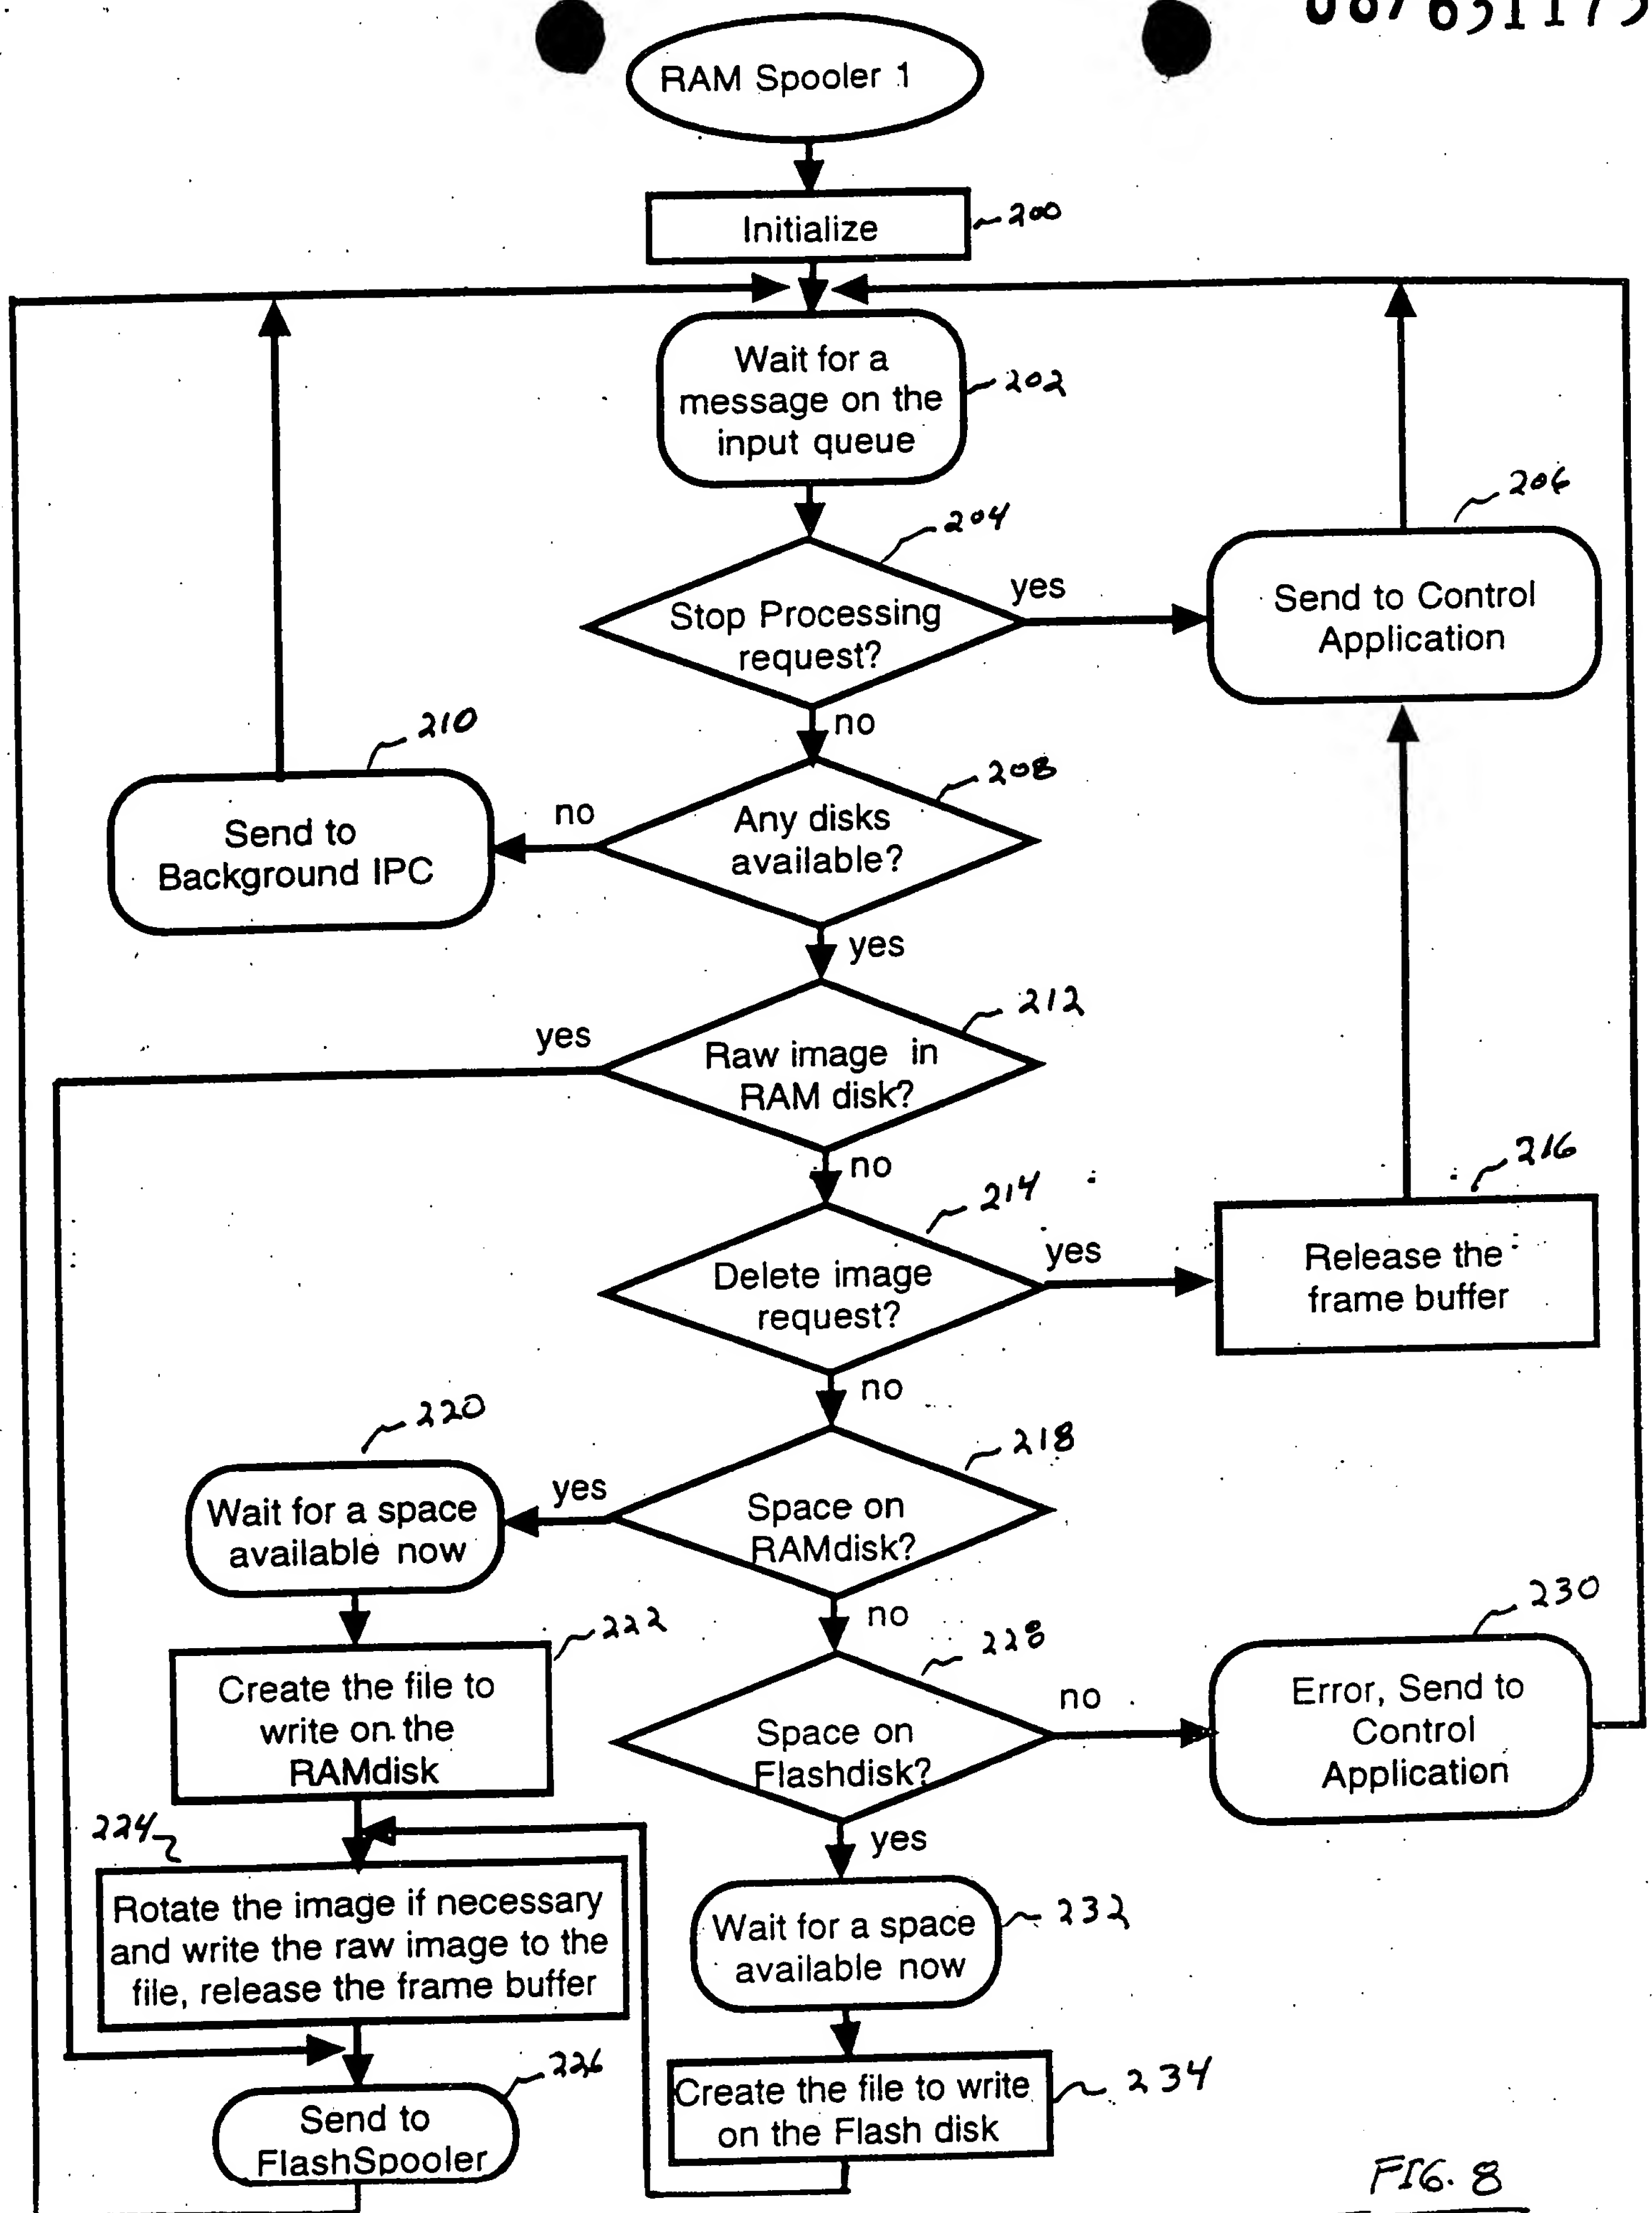 RAM Spooler 1
Initialize
200
Wait for a
message on the
input queue
202
204
206
Stop Processing
request?
yes
Send to Control
Application
no
210
208
Send to
Background IPC
no
Any disks
available?
yes
212
yes
Raw image in
RAM disk?
no
214
216
Delete image
request?
yes
Release the
frame buffer
no
220
218
Wait for a space
available now
yes
Space on
RAMdisk?
no
222
228
230
Create the file to
write on the
RAMdisk
Space on
Flashdisk?
no
Error, Send to
Control
Application
224
yes
Rotate the image if necessary
and write the raw image to the
file, release the frame buffer
Wait for a space
available now
232
226
Send to
FlashSpooler
Create the file to write
on the Flash disk
234
FIG. 8